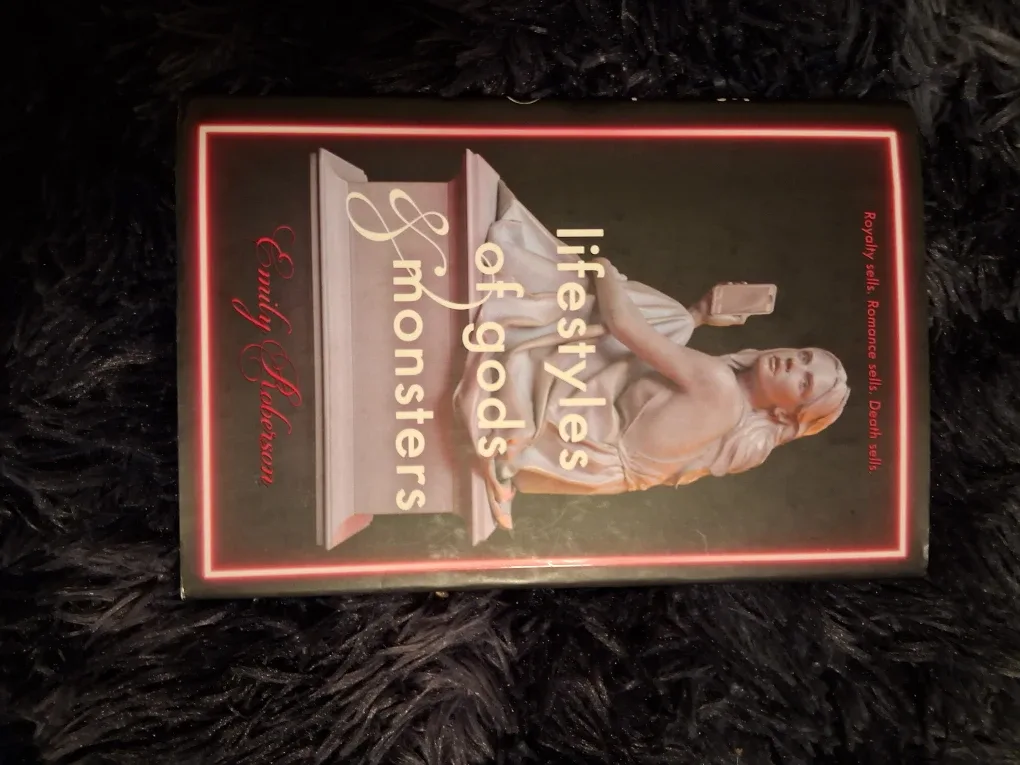 Royalty sells. Romance sells. Death sells.
lifestyles
of gods
& monsters
Emily Roberson